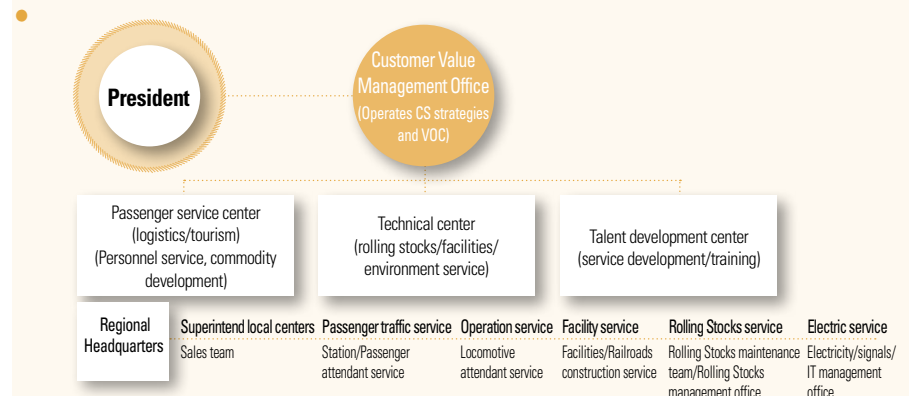 President
Customer Value
Management Office
(Operates CS strategies
and VOC)
Passenger service center
(logistics/tourism)
(Personnel service, commodity
development)
Technical center
(rolling stocks/facilities/
environment service)
Talent development center
(service development/training)
Regional
Headquarters
Superintend local centers
Sales team
Passenger traffic service
Station/Passenger
attendant service
Operation service
Locomotive
attendant service
Facility service
Facilities/Railroads
construction service
Rolling Stocks service
Rolling Stocks maintenance
team/Rolling Stocks
management office
Electric service
Electricity/signals/
IT management
office